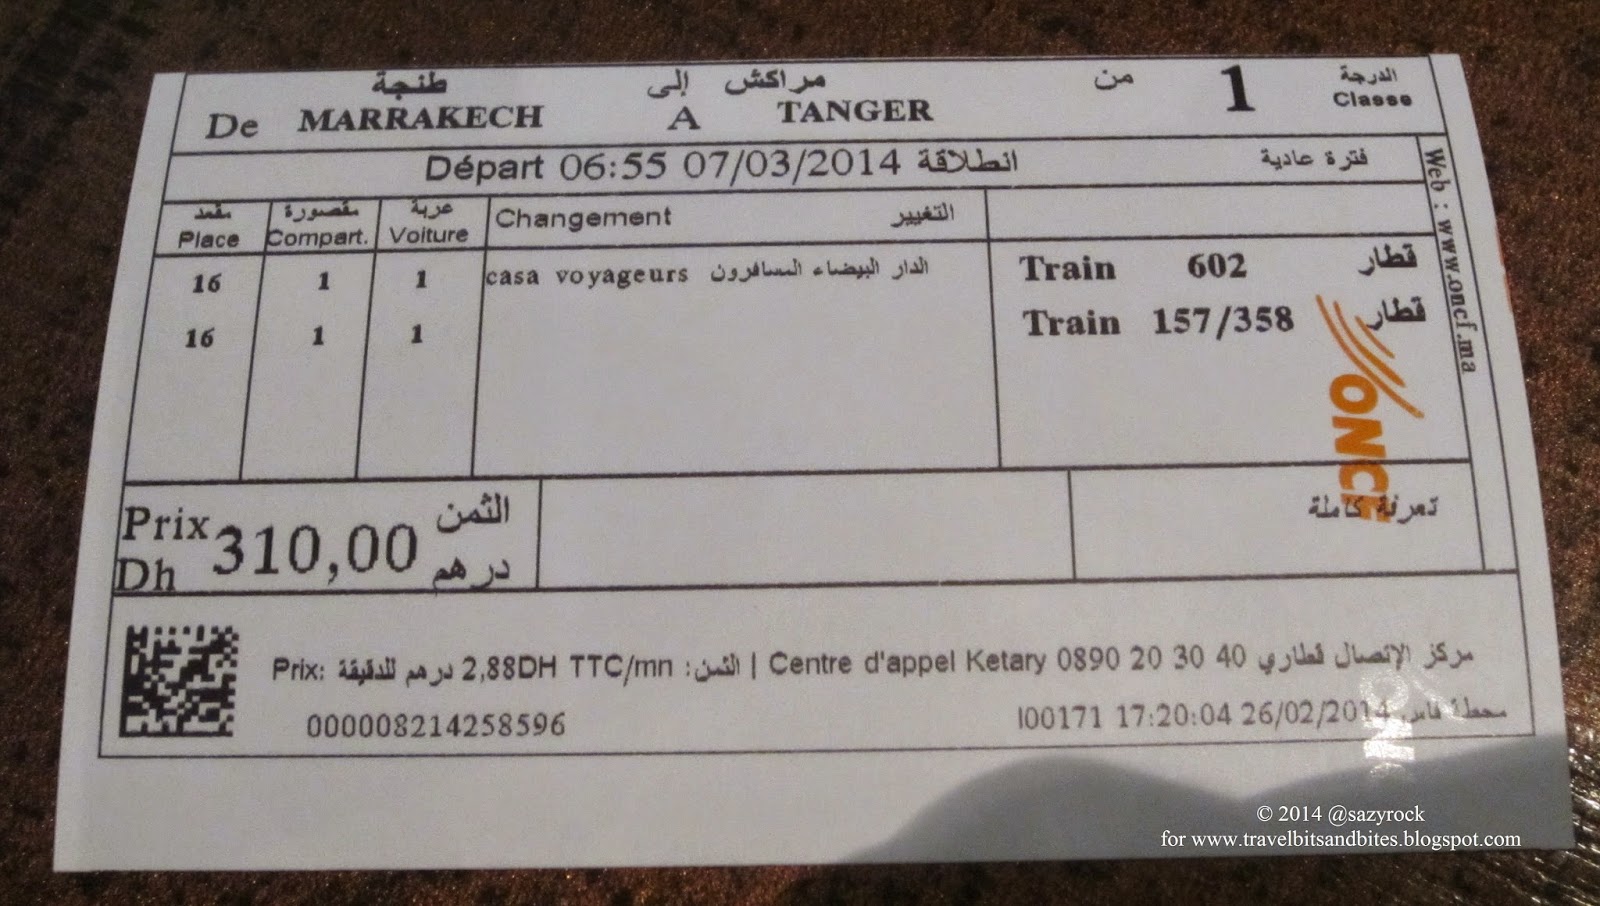 من مراكش إلى طنجة
De MARRAKECH A TANGER
1 الدرجة
Classe
Départ 06:55 07/03/2014 انطلاقة
فترة عادية
مقعد مقصورة عربة
Place Compart. Voiture
Changement التغيير
16 1 1 casa voyageurs الدار البيضاء المسافرون Train 602 قطار
16 1 1 Train 157/358 قطار
Web : www.oncf.ma
ONCF
Prix 310,00 الثمن
Dh درهم
تعرفة كاملة
Prix: 2,88DH TTC/mn الثمن: درهم للدقيقة | Centre d'appel Ketary 0890 20 30 40 مركز الإتصال قطاري
000008214258596
I00171 17:20:04 26/02/2014 محطة فاس
© 2014 @sazyrock
for www.travelbitsandbites.blogspot.com